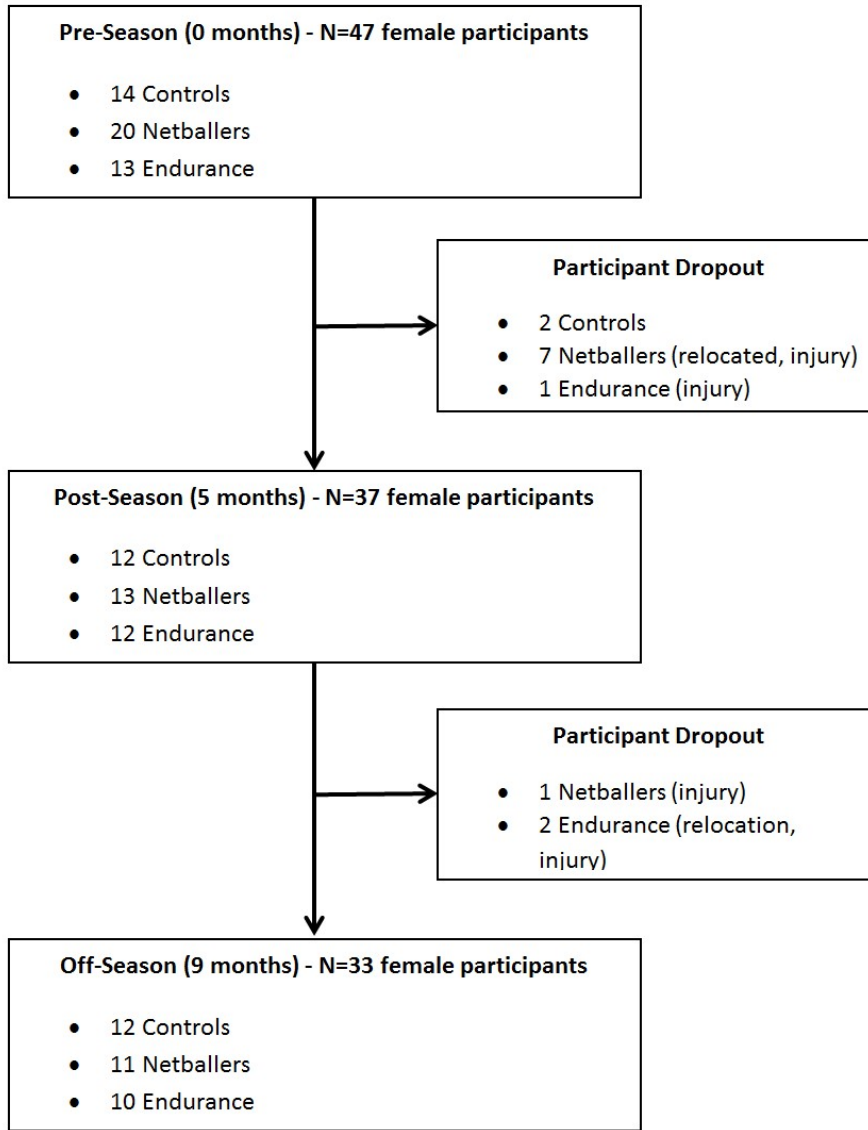 Pre-Season (0 months) - N=47 female participants
• 14 Controls
• 20 Netballers
• 13 Endurance
Participant Dropout
• 2 Controls
• 7 Netballers (relocated, injury)
• 1 Endurance (injury)
Post-Season (5 months) - N=37 female participants
• 12 Controls
• 13 Netballers
• 12 Endurance
Participant Dropout
• 1 Netballers (injury)
• 2 Endurance (relocation,
injury)
Off-Season (9 months) - N=33 female participants
• 12 Controls
• 11 Netballers
• 10 Endurance